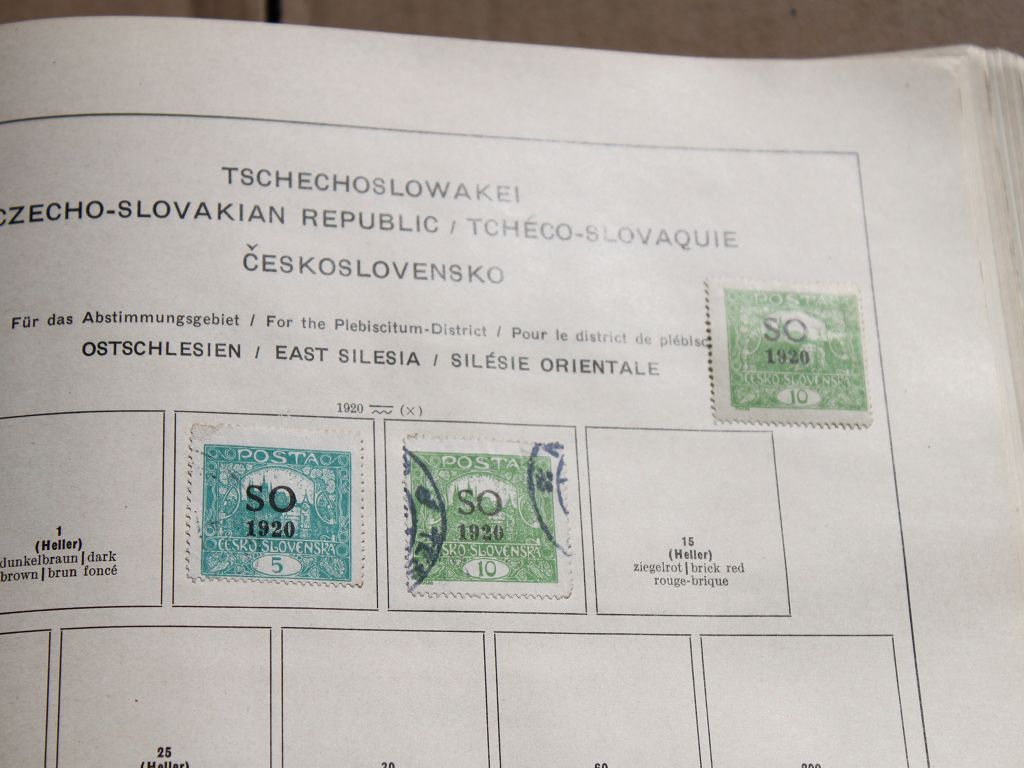 TSCHECHOSLOWAKEI
CZECHO-SLOVAKIAN REPUBLIC / TCHÉCO-SLOVAQUIE
ČESKOSLOVENSKO
Für das Abstimmungsgebiet / For the Plebiscitum-District / Pour le district de plébisc
OSTSCHLESIEN / EAST SILESIA / SILÉSIE ORIENTALE
POSTA
SO
1920
ČESKO-SLOVENSKÁ
10
1920 (×)
1
(Heller)
dunkelbraun | dark
brown | brun foncé
POSTA
SO
1920
ČESKO-SLOVENSKÁ
5
POSTA
SO
1920
ČESKO-SLOVENSKÁ
10
15
(Heller)
ziegelrot | brick red
rouge-brique
25
(Heller)